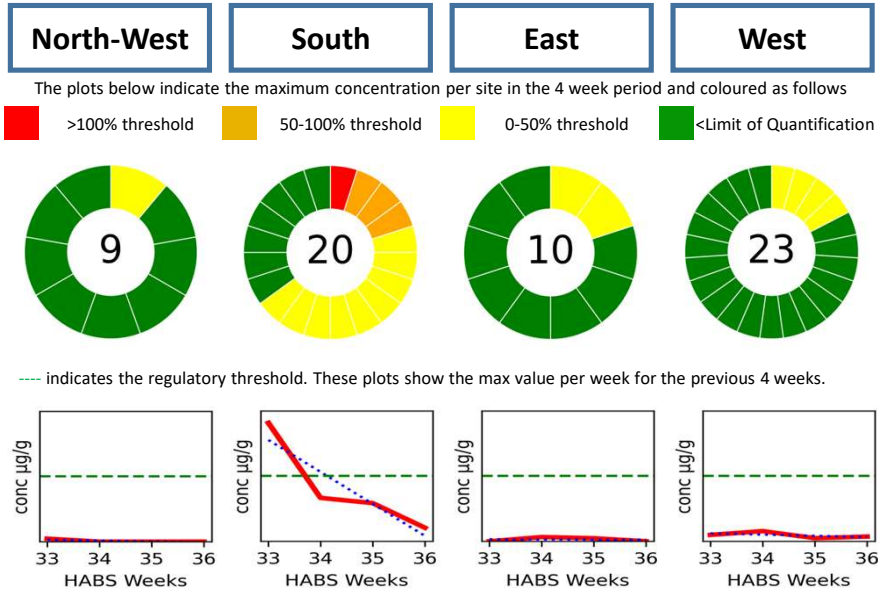 North-West South East West
The plots below indicate the maximum concentration per site in the 4 week period and coloured as follows
>100% threshold 50-100% threshold 0-50% threshold <Limit of Quantification
9 20 10 23
---- indicates the regulatory threshold. These plots show the max value per week for the previous 4 weeks.
conc µg/g conc µg/g conc µg/g conc µg/g
33 34 35 36 33 34 35 36 33 34 35 36 33 34 35 36
HABS Weeks HABS Weeks HABS Weeks HABS Weeks